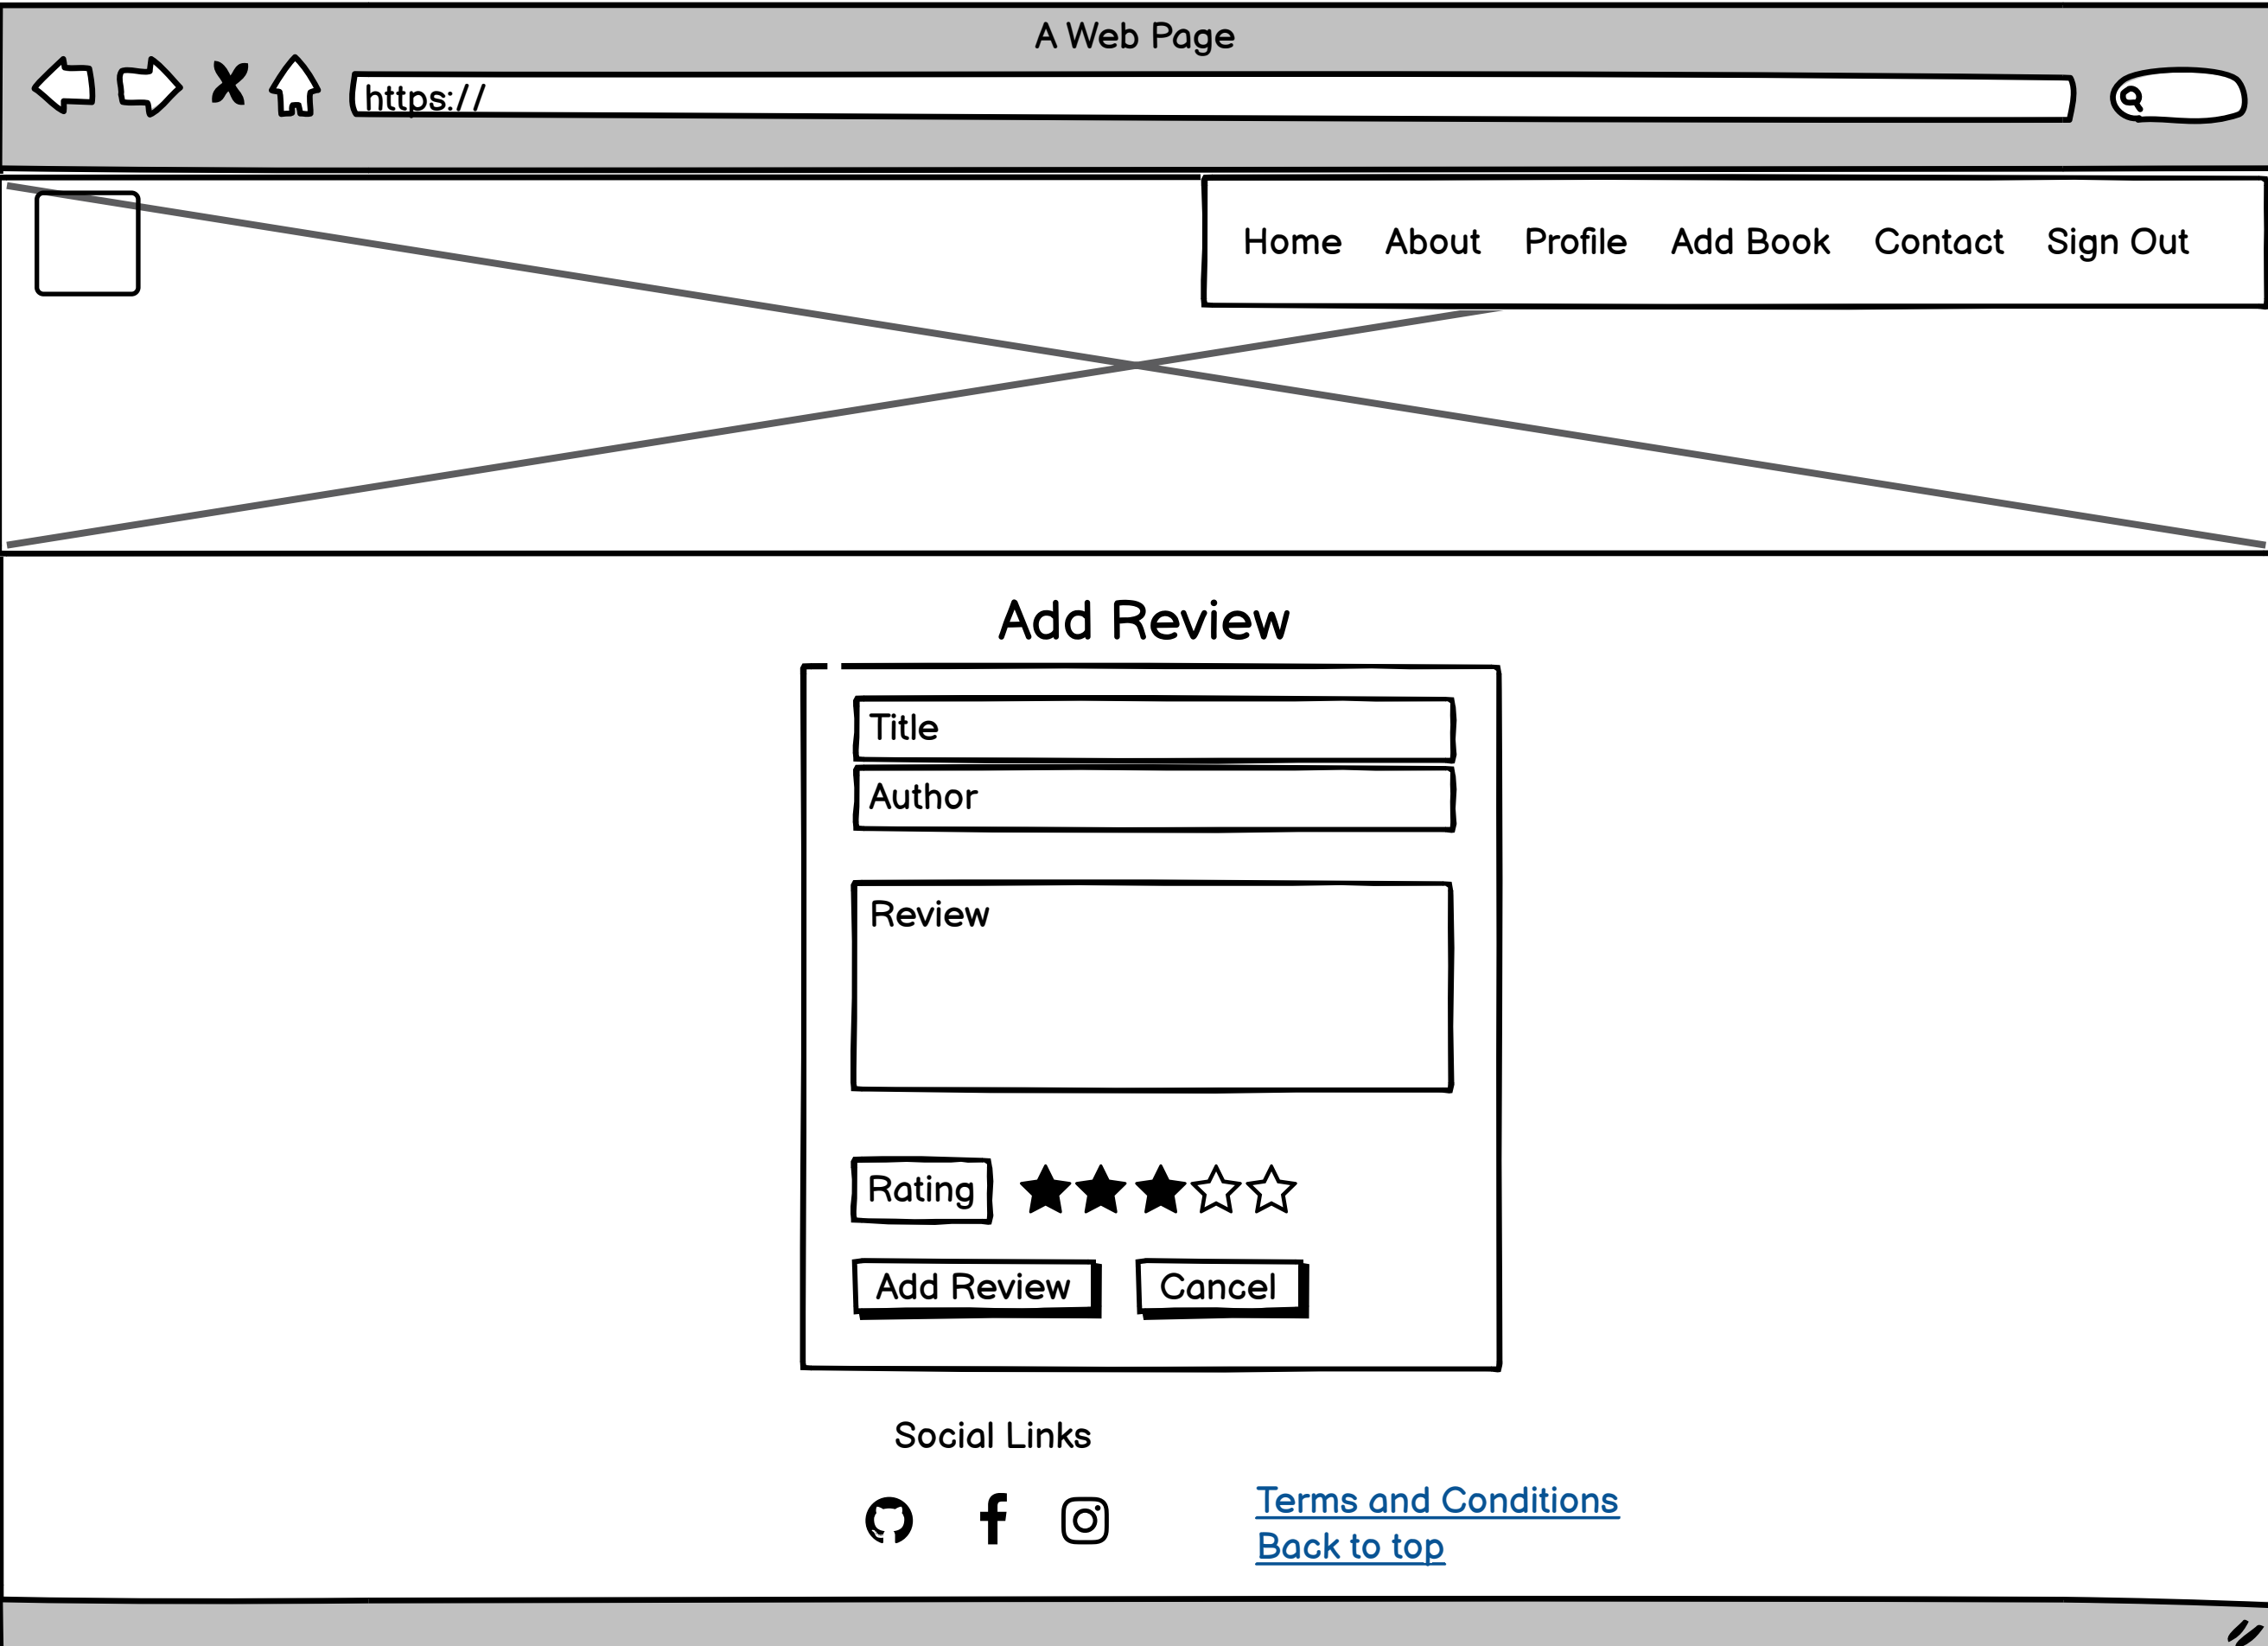 A Web Page
https://
Home About Profile Add Book Contact Sign Out
Add Review
Title
Author
Review
Rating
Add Review Cancel
Social Links
Terms and Conditions
Back to top